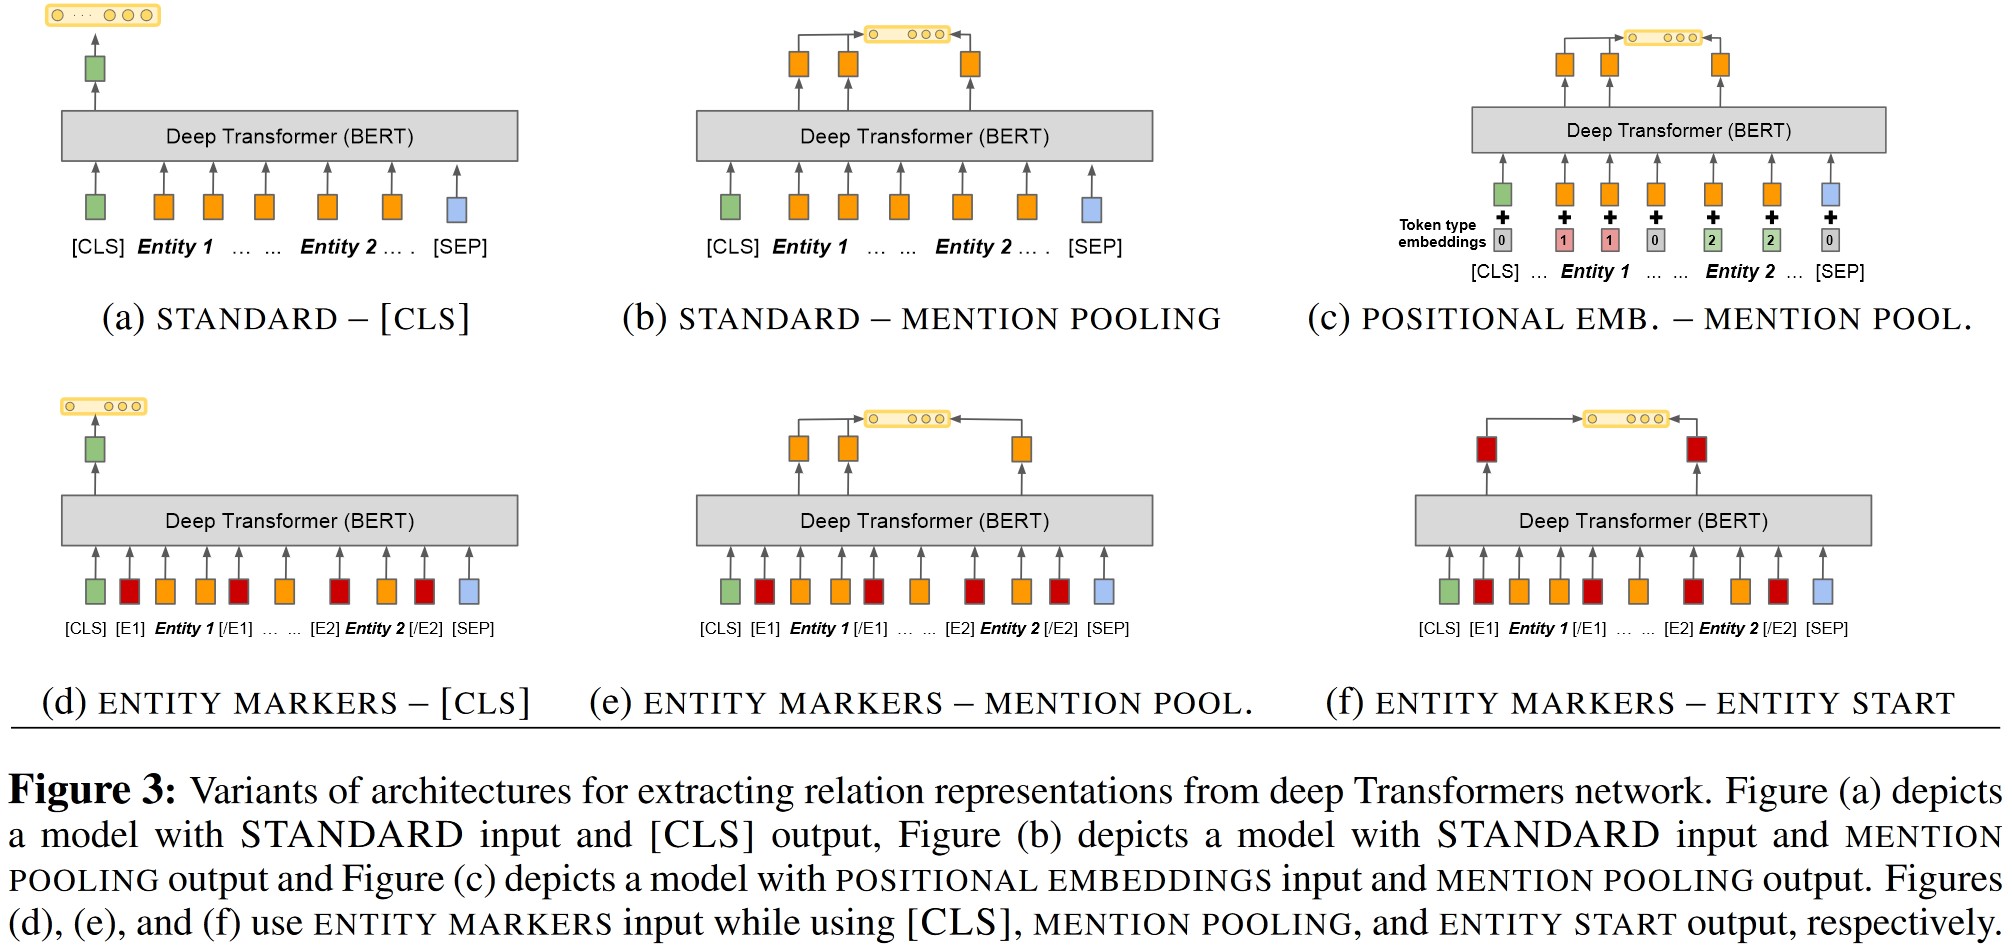 Deep Transformer (BERT)
[CLS] Entity 1 ... ... Entity 2 ... . [SEP]
(a) STANDARD – [CLS]
Deep Transformer (BERT)
[CLS] Entity 1 ... ... Entity 2 ... . [SEP]
(b) STANDARD – MENTION POOLING
Deep Transformer (BERT)
Token type
embeddings 0 1 1 0 2 2 0
[CLS] ... Entity 1 ... ... Entity 2 ... [SEP]
(c) POSITIONAL EMB. – MENTION POOL.
Deep Transformer (BERT)
[CLS] [E1] Entity 1 [/E1] ... ... [E2] Entity 2 [/E2] [SEP]
(d) ENTITY MARKERS – [CLS]
Deep Transformer (BERT)
[CLS] [E1] Entity 1 [/E1] ... ... [E2] Entity 2 [/E2] [SEP]
(e) ENTITY MARKERS – MENTION POOL.
Deep Transformer (BERT)
[CLS] [E1] Entity 1 [/E1] ... ... [E2] Entity 2 [/E2] [SEP]
(f) ENTITY MARKERS – ENTITY START
Figure 3: Variants of architectures for extracting relation representations from deep Transformers network. Figure (a) depicts
a model with STANDARD input and [CLS] output, Figure (b) depicts a model with STANDARD input and MENTION
POOLING output and Figure (c) depicts a model with POSITIONAL EMBEDDINGS input and MENTION POOLING output. Figures
(d), (e), and (f) use ENTITY MARKERS input while using [CLS], MENTION POOLING, and ENTITY START output, respectively.